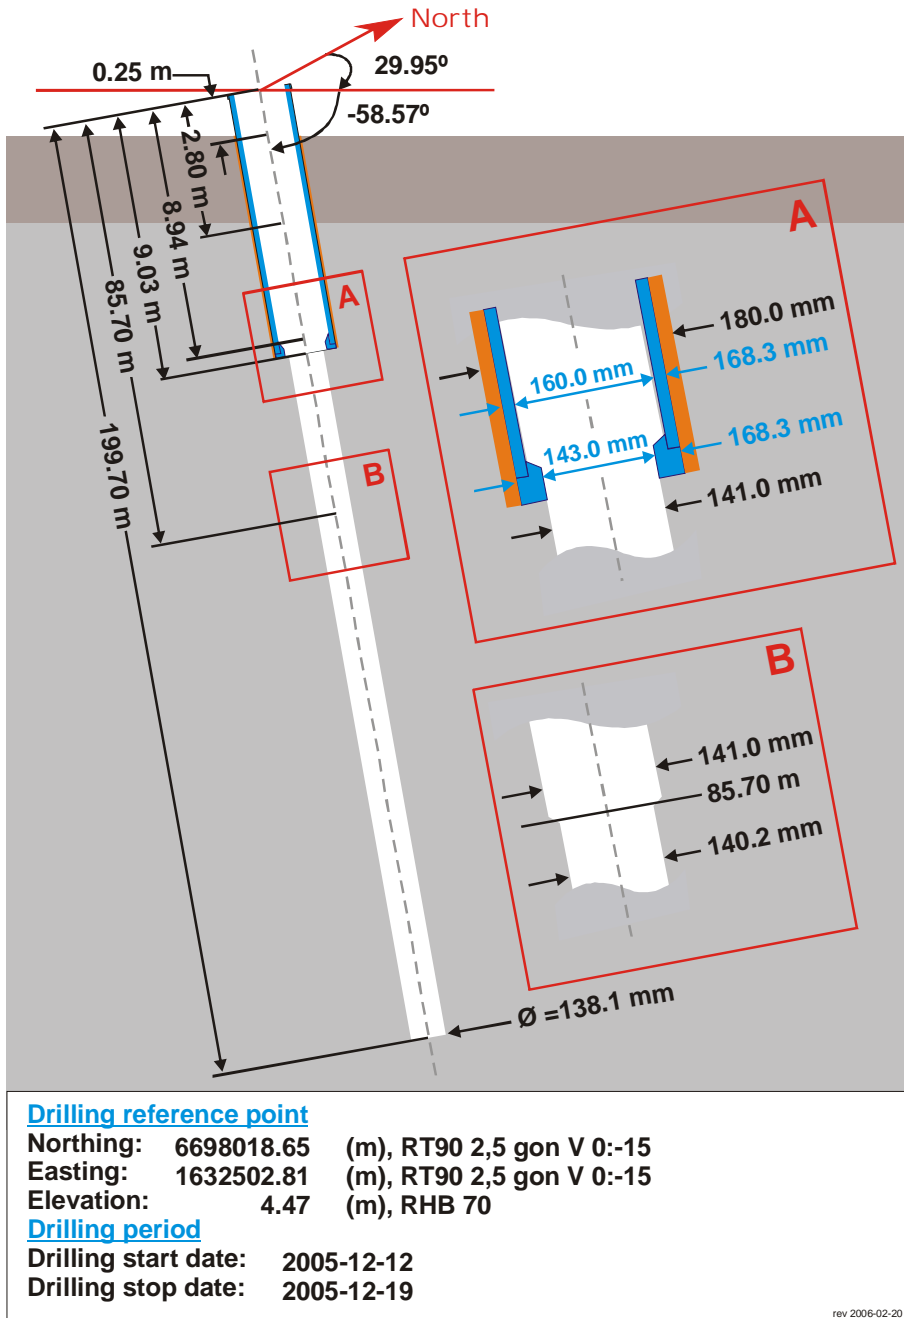 North
29.95º
0.25 m
-58.57º
2.80 m
8.94 m
9.03 m
85.70 m
199.70 m
A
B
A
180.0 mm
168.3 mm
160.0 mm
168.3 mm
143.0 mm
141.0 mm
B
141.0 mm
85.70 m
140.2 mm
Ø =138.1 mm
Drilling reference point
Northing: 6698018.65 (m), RT90 2,5 gon V 0:-15
Easting: 1632502.81 (m), RT90 2,5 gon V 0:-15
Elevation: 4.47 (m), RHB 70
Drilling period
Drilling start date: 2005-12-12
Drilling stop date: 2005-12-19
rev 2006-02-20